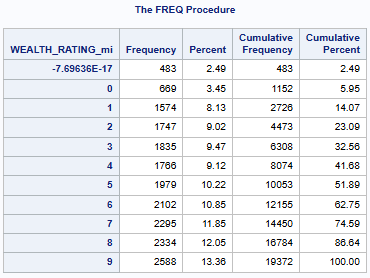 The FREQ Procedure
Cumulative Cumulative
WEALTH_RATING_mi Frequency Percent Frequency Percent
-7.69636E-17 483 2.49 483 2.49
0 669 3.45 1152 5.95
1 1574 8.13 2726 14.07
2 1747 9.02 4473 23.09
3 1835 9.47 6308 32.56
4 1766 9.12 8074 41.68
5 1979 10.22 10053 51.89
6 2102 10.85 12155 62.75
7 2295 11.85 14450 74.59
8 2334 12.05 16784 86.64
9 2588 13.36 19372 100.00